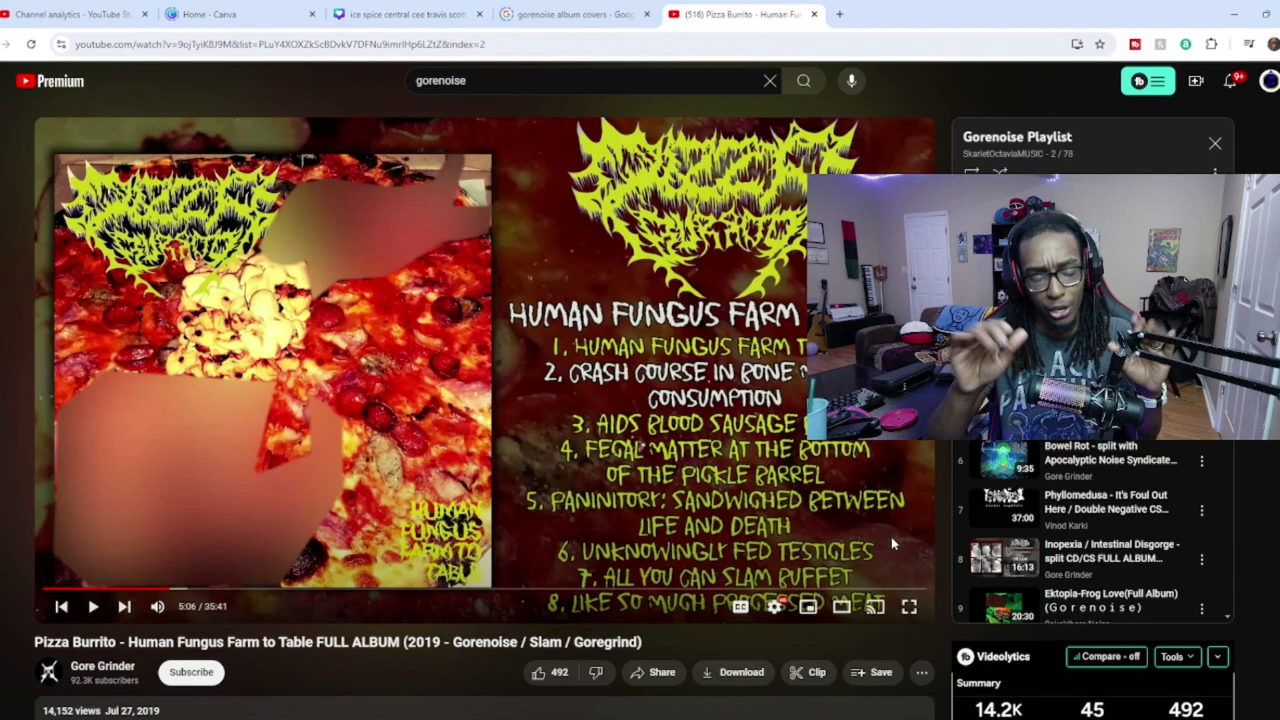 Channel analytics - YouTube St
Home - Canva
ice spice central cee travis scott
gorenoise album covers - Goog
(516) Pizza Burrito - Human Fu
youtube.com/watch?v=9ojTyiK8J9M&list=PLuY4XOXZkScBDvkV7DFNu9imrIHp6LZtZ&index=2
Premium
gorenoise
9+
Gorenoise Playlist
SkarletOctaviaMUSIC - 2 / 78
PIZZA
BURRITO
PIZZA
BURRITO
HUMAN FUNGUS FARM
1. HUMAN FUNGUS FARM T
2. CRASH COURSE IN BONE
CONSUMPTION
3. AIDS BLOOD SAUSAGE
4. FECAL MATTER AT THE BOTTOM
OF THE PICKLE BARREL
5. PANINITORY: SANDWICHED BETWEEN
LIFE AND DEATH
6. UNKNOWINGLY FED TESTICLES
7. ALL YOU CAN SLAM BUFFET
8. LIKE SO MUCH PROCESSED MEAT
HUMAN
FUNGUS
FARM TO
TABLE
5:06 / 35:41
6
9:35
Bowel Rot - split with
Apocalyptic Noise Syndicate...
Gore Grinder
7
37:00
Phyllomedusa - It's Foul Out
Here / Double Negative CS...
Vinod Karki
8
16:13
Inopexia / Intestinal Disgorge -
split CD/CS FULL ALBUM...
Gore Grinder
9
20:30
Ektopia-Frog Love(Full Album)
(Gorenoise)
Pizza Burrito - Human Fungus Farm to Table FULL ALBUM (2019 - Gorenoise / Slam / Goregrind)
Gore Grinder
92.3K subscribers
Subscribe
492
Share
Download
Clip
Save
14,152 views Jul 27, 2019
Videolytics
Compare - off
Tools
Summary
14.2K
45
492